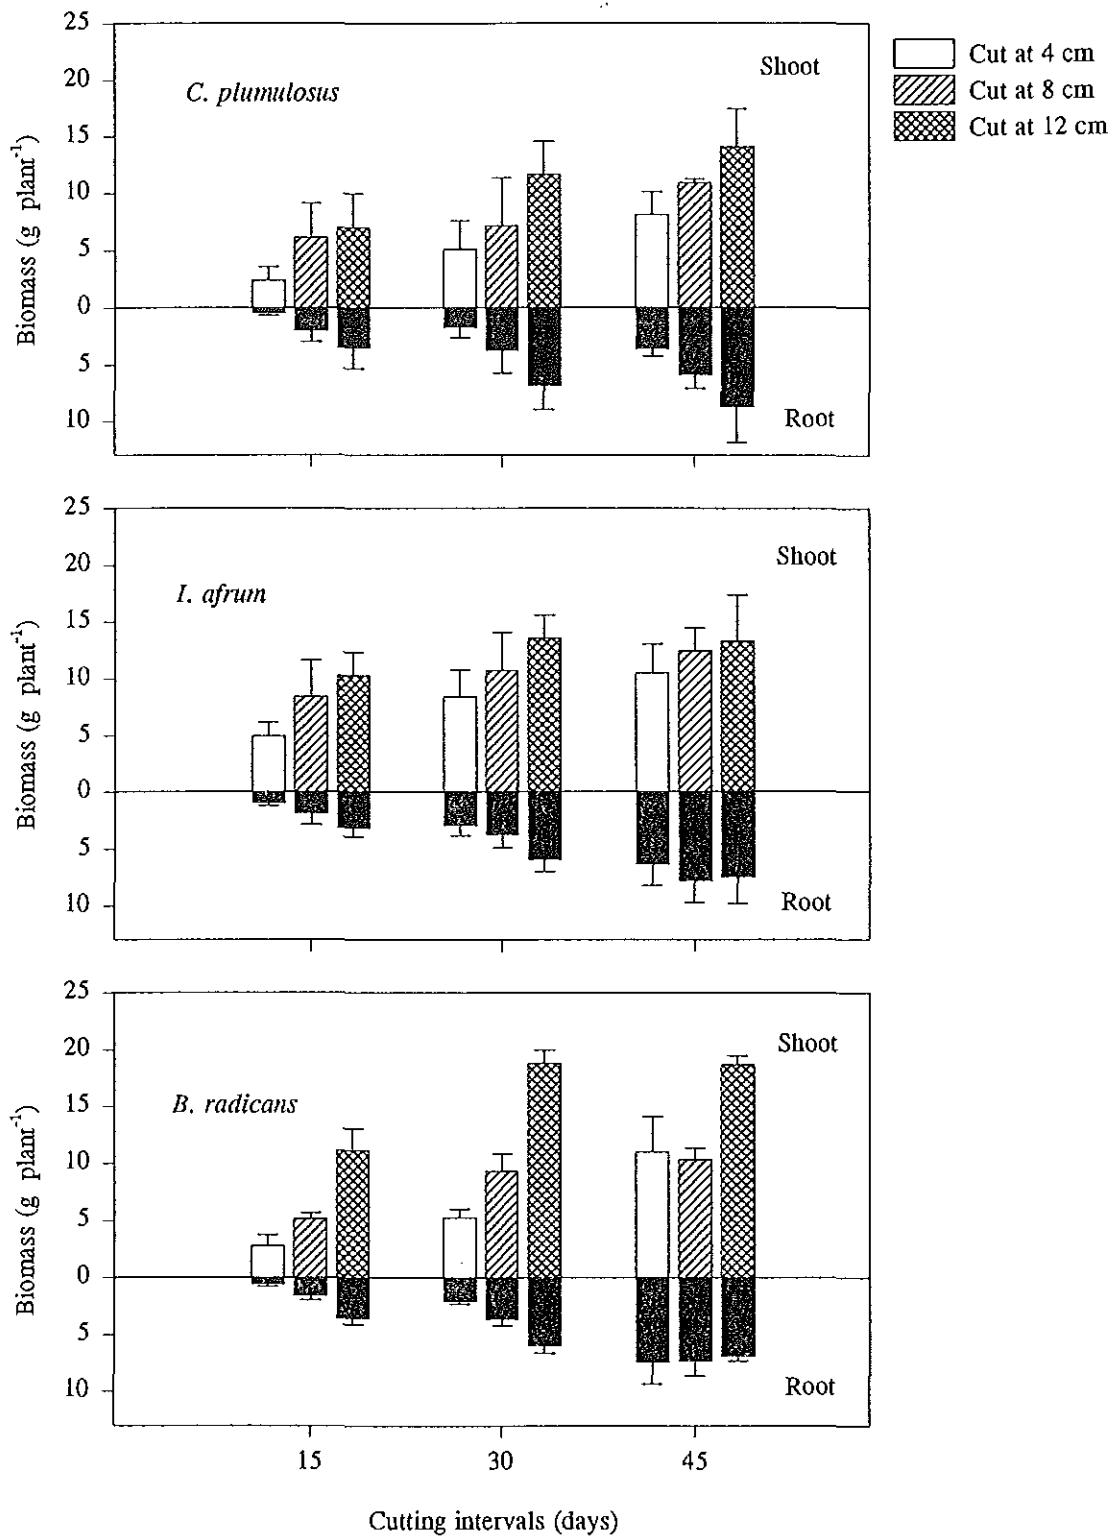 25
20
15
10
5
0
5
10
Biomass (g plant⁻¹)
C. plumulosus
Shoot
Root
Cut at 4 cm
Cut at 8 cm
Cut at 12 cm
25
20
15
10
5
0
5
10
Biomass (g plant⁻¹)
I. afrum
Shoot
Root
25
20
15
10
5
0
5
10
Biomass (g plant⁻¹)
B. radicans
Shoot
Root
15 30 45
Cutting intervals (days)